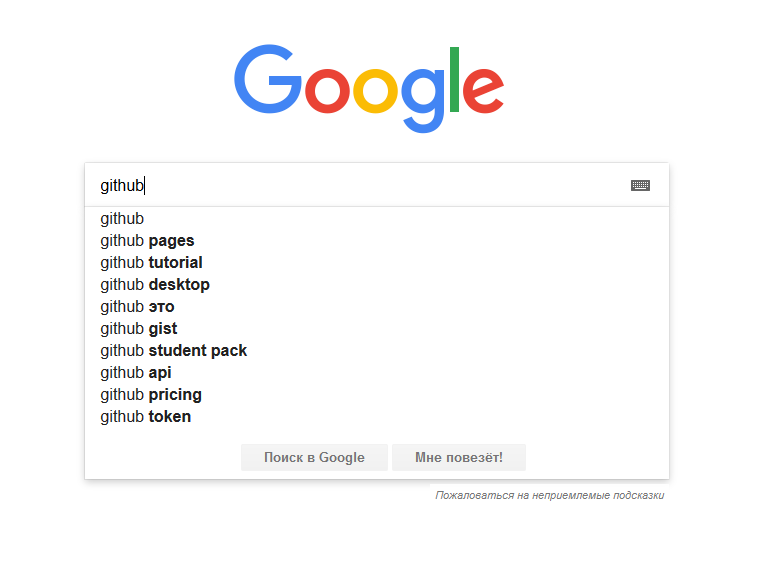 Google
github
github
github pages
github tutorial
github desktop
github это
github gist
github student pack
github api
github pricing
github token
Поиск в Google Мне повезёт!
Пожаловаться на неприемлемые подсказки